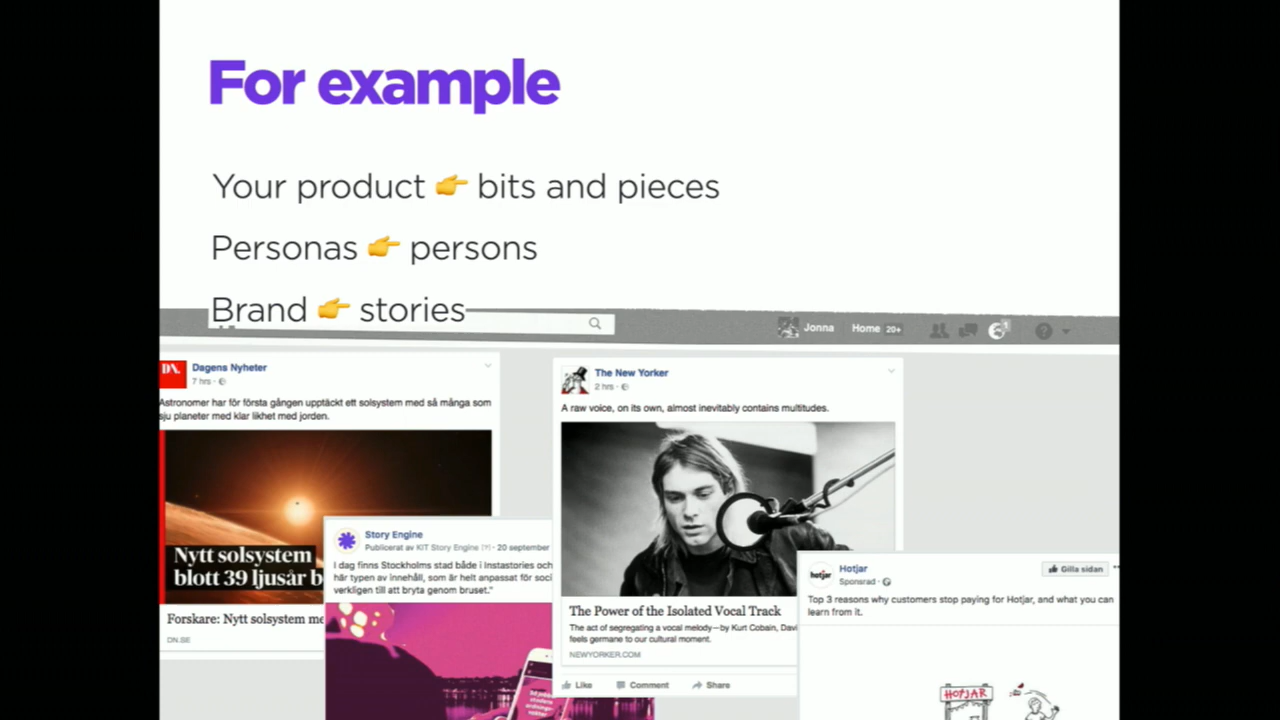 For example
Your product 👉 bits and pieces
Personas 👉 persons
Brand 👉 stories
Jonna Home 20+
1
?
DN.
Dagens Nyheter
7 hrs ·
Astronomer har för första gången upptäckt ett solsystem med så många som
sju planeter med klar likhet med jorden.
Nytt solsystem
blott 39 ljusår b
Forskare: Nytt solsystem me
DN.SE
Story Engine
Publicerat av KIT Story Engine [?] · 20 september
I dag finns Stockholms stad både i Instastories och
här typen av innehåll, som är helt anpassat för soci
verkligen till att bryta genom bruset."
The New Yorker
2 hrs ·
A raw voice, on its own, almost inevitably contains multitudes.
The Power of the Isolated Vocal Track
The act of segregating a vocal melody—by Kurt Cobain, Davi
feels germane to our cultural moment.
NEWYORKER.COM
Like Comment Share
hotjar
Hotjar
Sponsrad ·
Gilla sidan
Top 3 reasons why customers stop paying for Hotjar, and what you can
learn from it.
HOTJAR